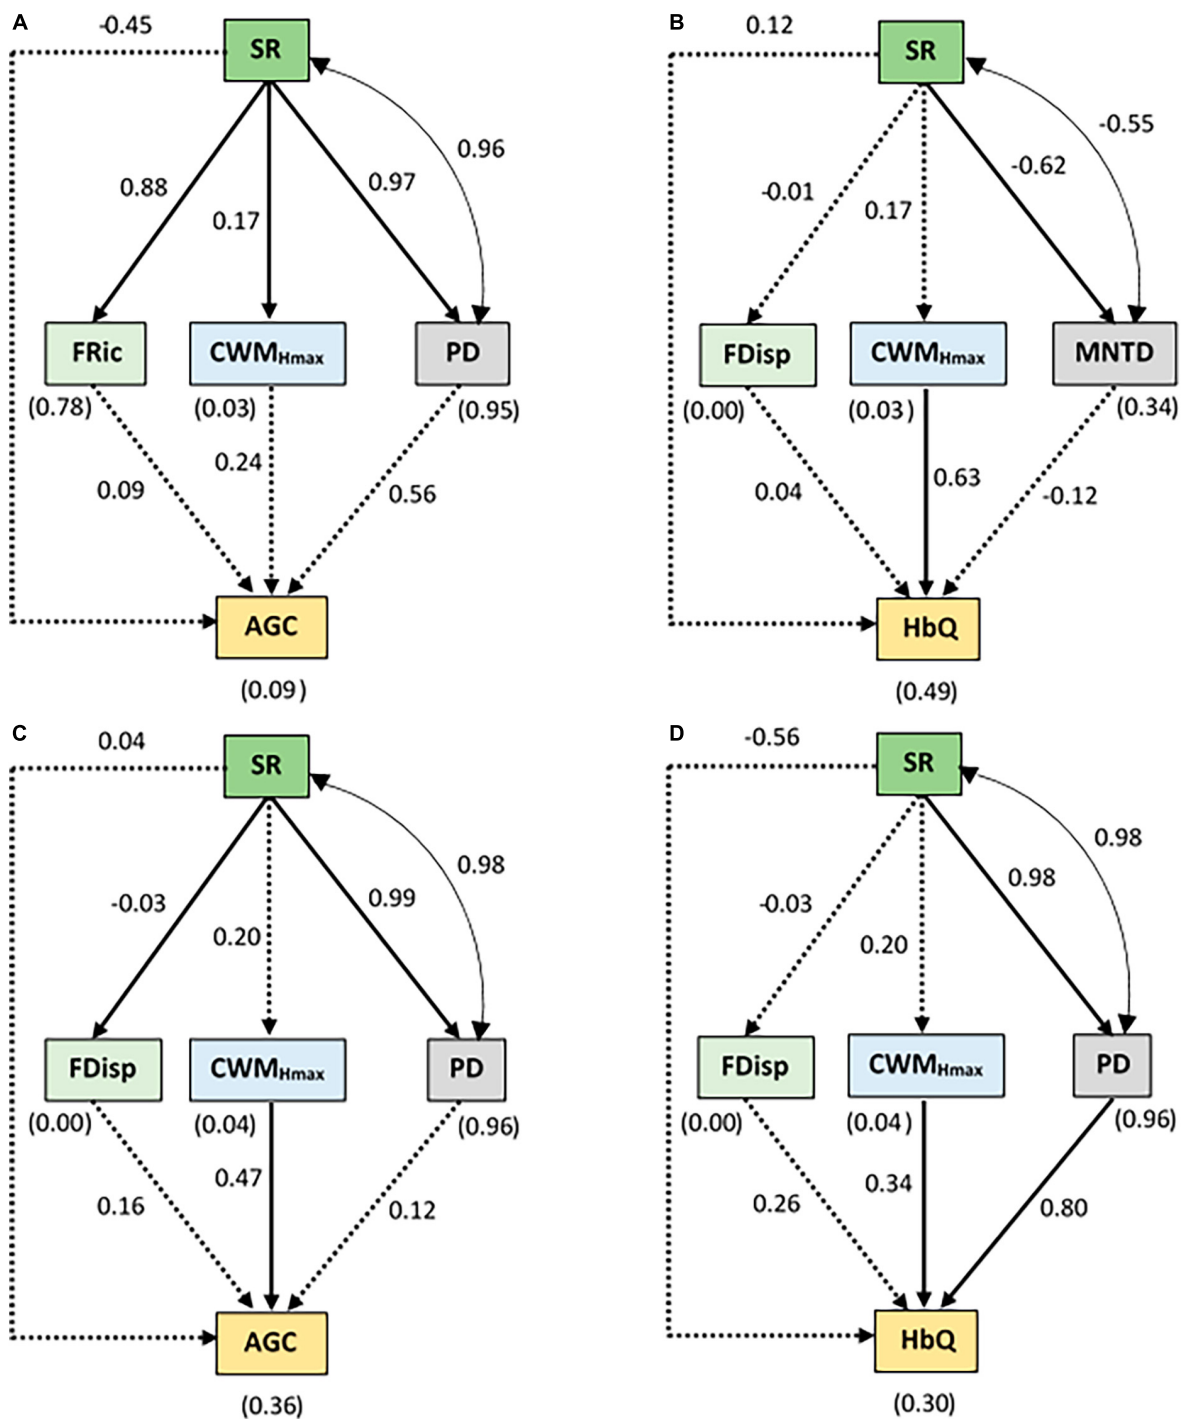 A
-0.45
SR
0.96
0.88
0.17
0.97
FRic
CWMHmax
PD
(0.78)
(0.03)
(0.95)
0.09
0.24
0.56
AGC
(0.09)
B
0.12
SR
-0.55
-0.01
0.17
-0.62
FDisp
CWMHmax
MNTD
(0.00)
(0.03)
(0.34)
0.04
0.63
-0.12
HbQ
(0.49)
C
0.04
SR
0.98
-0.03
0.20
0.99
FDisp
CWMHmax
PD
(0.00)
(0.04)
(0.96)
0.16
0.47
0.12
AGC
(0.36)
D
-0.56
SR
0.98
-0.03
0.20
0.98
FDisp
CWMHmax
PD
(0.00)
(0.04)
(0.96)
0.26
0.34
0.80
HbQ
(0.30)